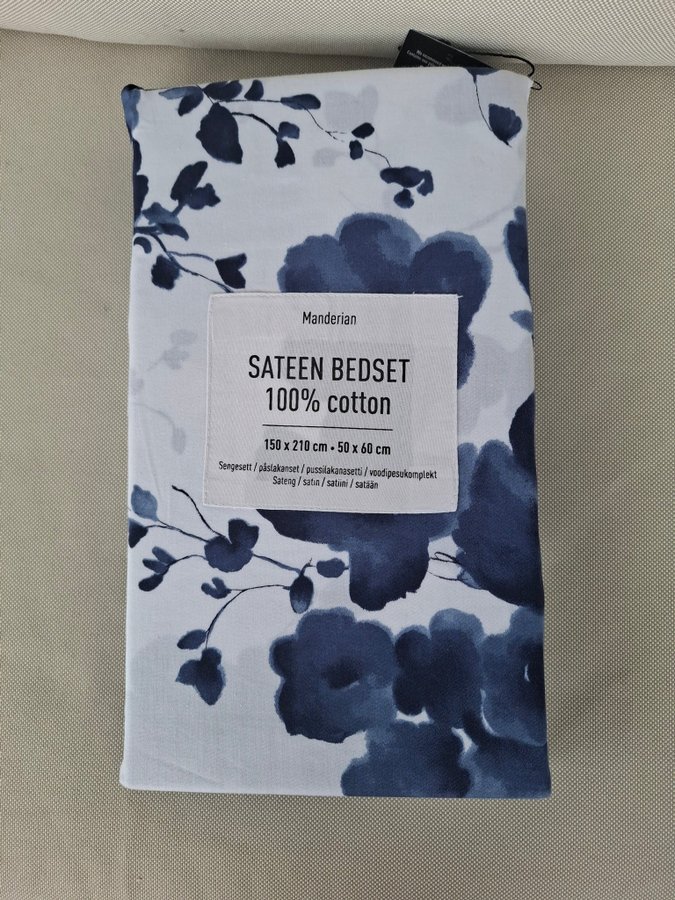 Manderian
SATEEN BEDSET
100% cotton
150 x 210 cm • 50 x 60 cm
Sengesett / påslakanset / pussilakanasetti / voodipesukomplekt
Sateng / satin / satiini / satään